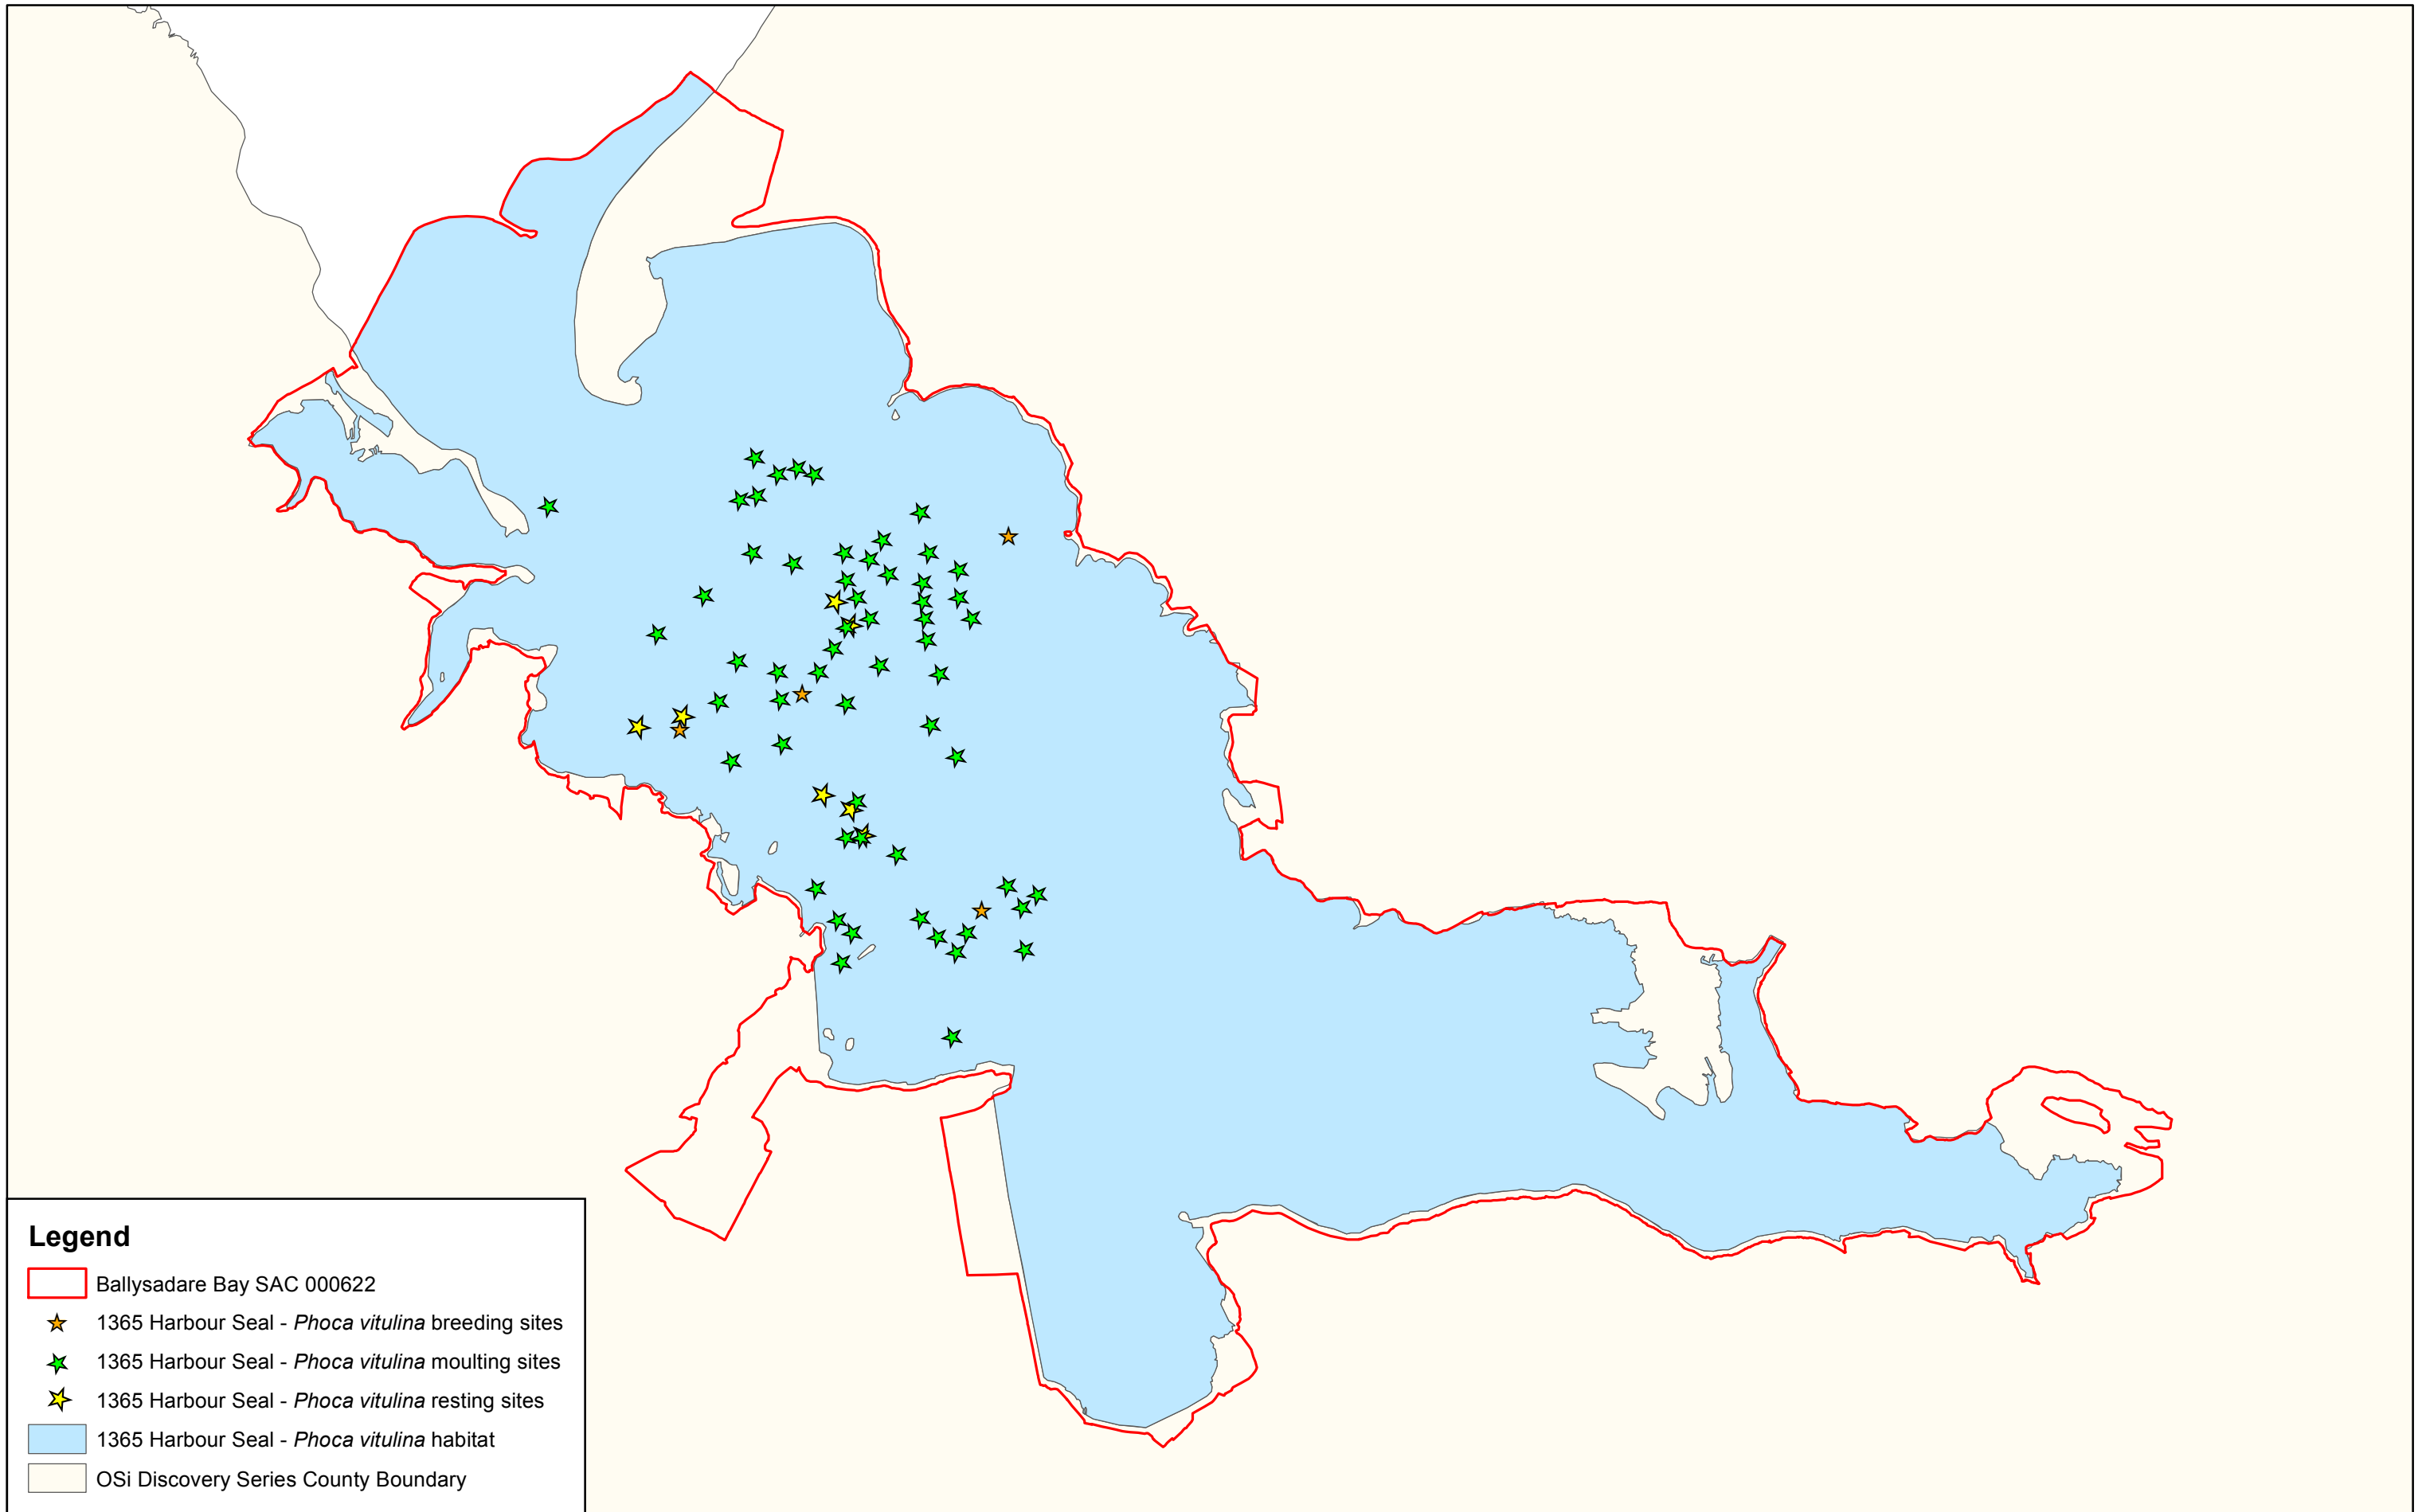 Legend
Ballysadare Bay SAC 000622
1365 Harbour Seal - Phoca vitulina breeding sites
1365 Harbour Seal - Phoca vitulina moulting sites
1365 Harbour Seal - Phoca vitulina resting sites
1365 Harbour Seal - Phoca vitulina habitat
OSi Discovery Series County Boundary